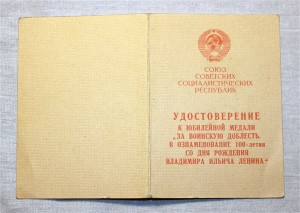 СОЮЗ
СОВЕТСКИХ
СОЦИАЛИСТИЧЕСКИХ
РЕСПУБЛИК
УДОСТОВЕРЕНИЕ
К ЮБИЛЕЙНОЙ МЕДАЛИ
„ЗА ВОИНСКУЮ ДОБЛЕСТЬ.
В ОЗНАМЕНОВАНИЕ 100-летия
СО ДНЯ РОЖДЕНИЯ
ВЛАДИМИРА ИЛЬИЧА ЛЕНИНА"